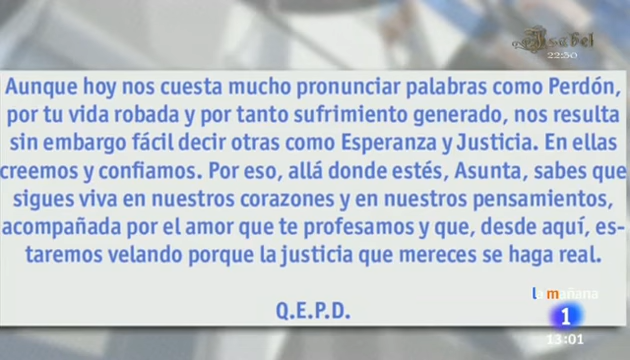 Isabel
22:50
Aunque hoy nos cuesta mucho pronunciar palabras como Perdón,
por tu vida robada y por tanto sufrimiento generado, nos resulta
sin embargo fácil decir otras como Esperanza y Justicia. En ellas
creemos y confiamos. Por eso, allá donde estés, Asunta, sabes que
sigues viva en nuestros corazones y en nuestros pensamientos,
acompañada por el amor que te profesamos y que, desde aquí, es-
taremos velando porque la justicia que mereces se haga real.
Q.E.P.D.
la mañana
1
13:01